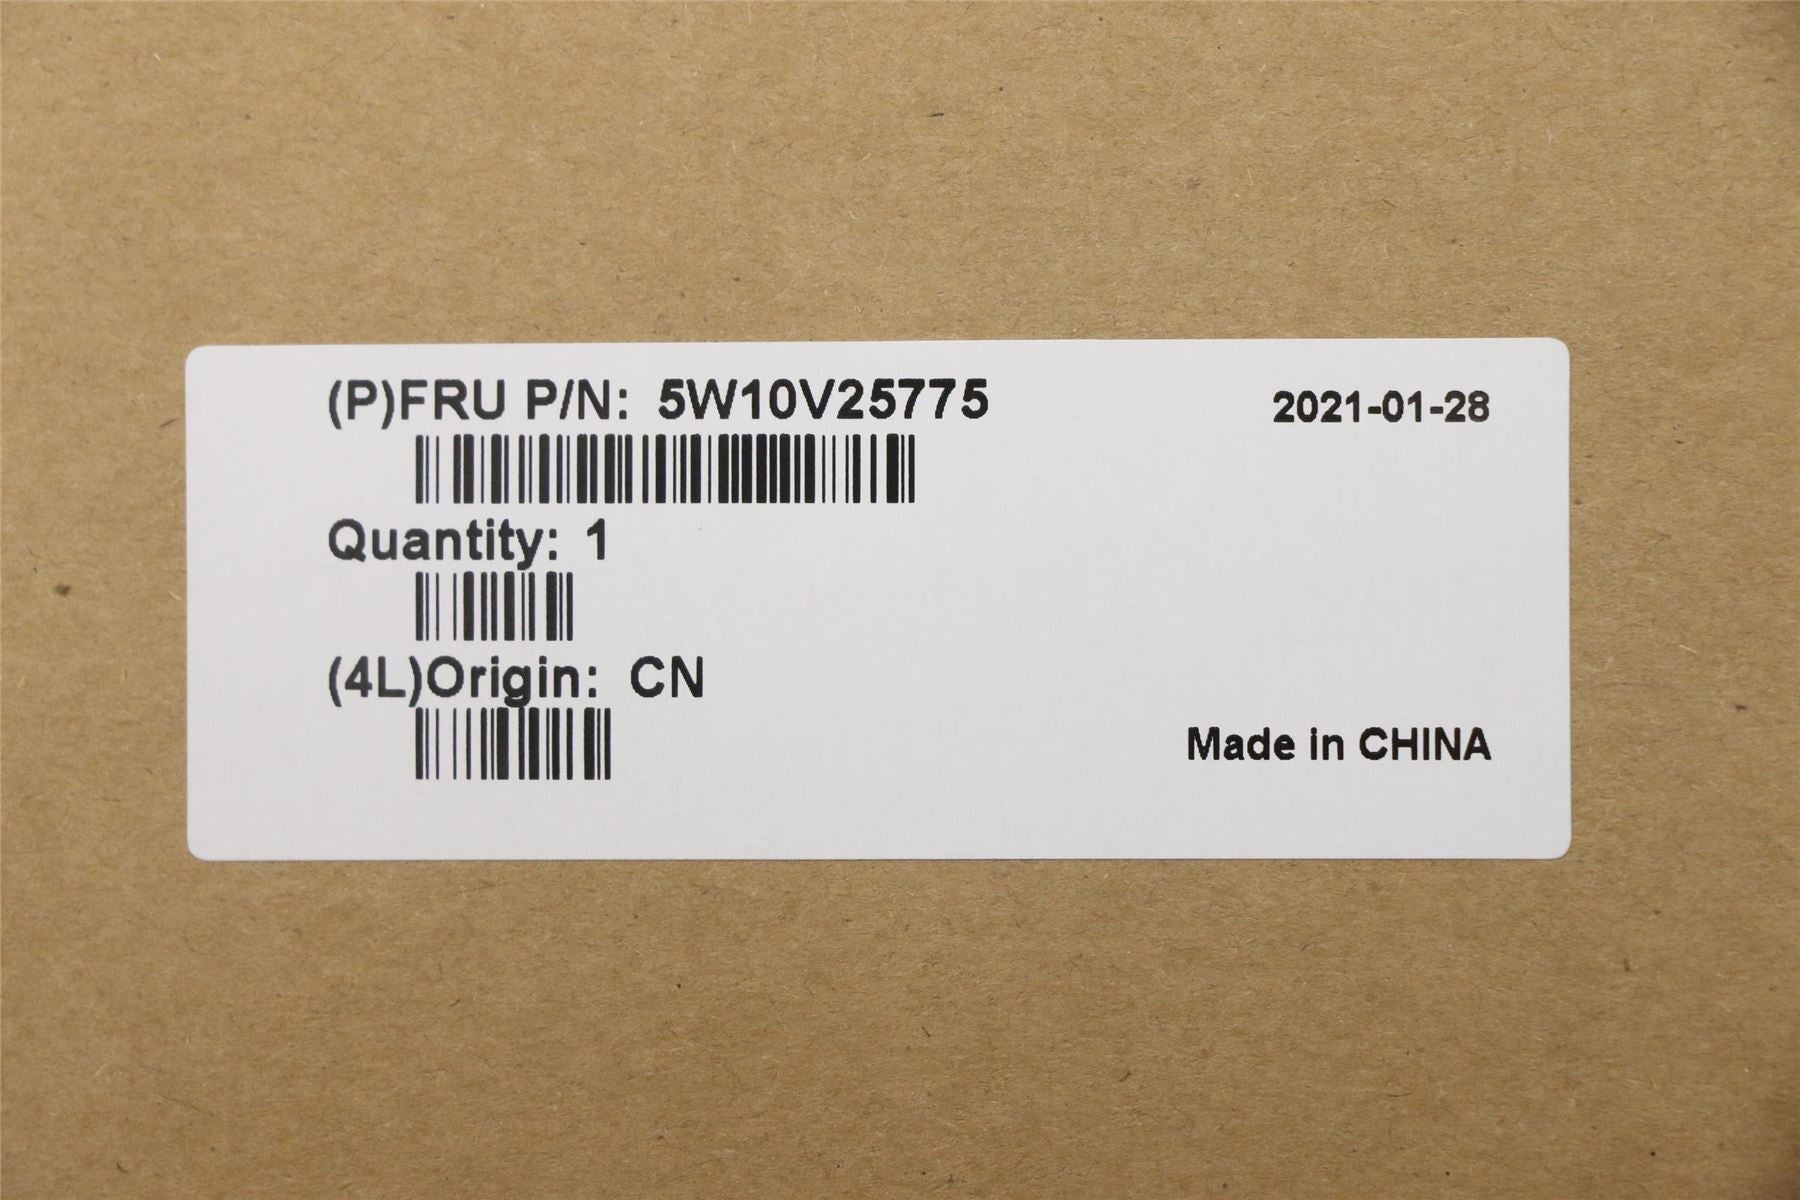 (P)FRU P/N: 5W10V25775
2021-01-28
Quantity: 1
(4L)Origin: CN
Made in CHINA